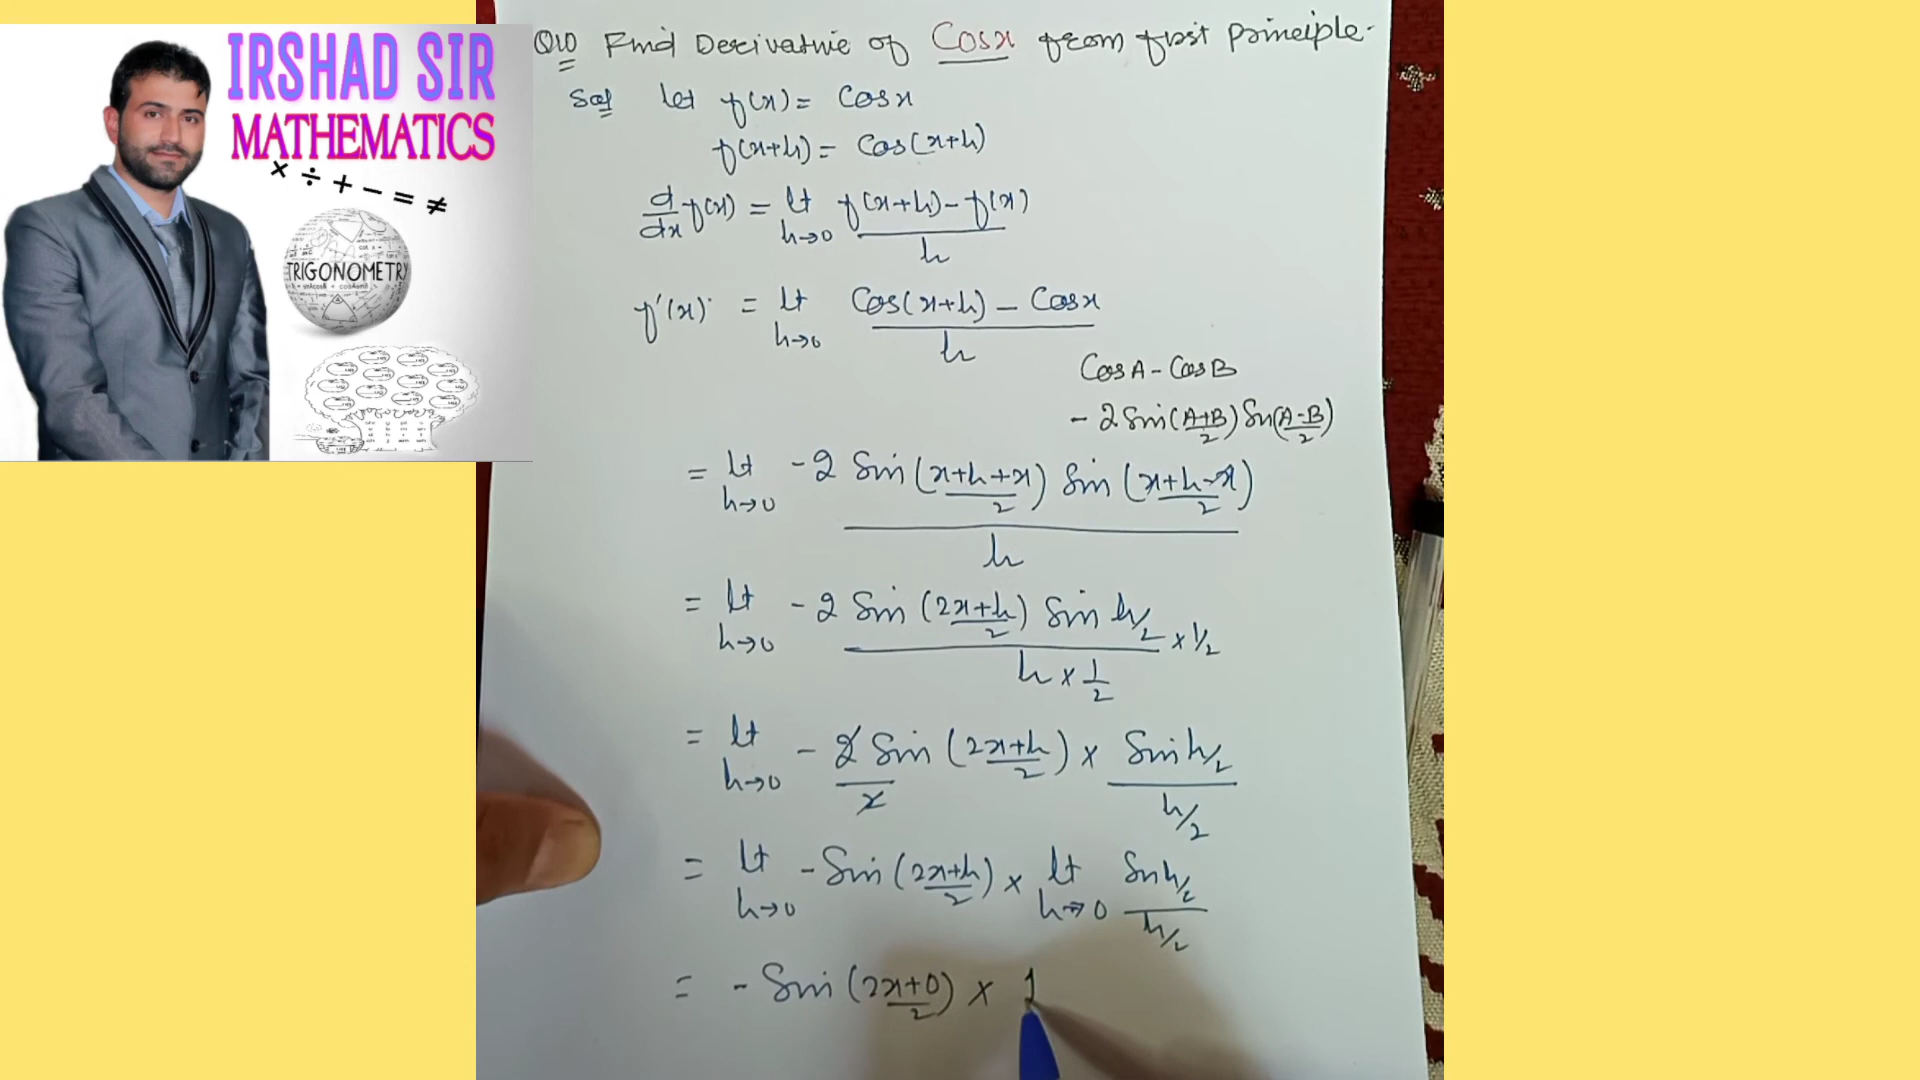 IRSHAD SIR
MATHEMATICS
× ÷ + − = ≠
TRIGONOMETRY
Q10 Find Derivative of Cosx from first principle.
Sol let f(x) = Cosx
f(x+h) = Cos(x+h)
d/dx f(x) = lt h→0 f(x+h) - f(x) / h
f'(x) = lt h→0 Cos(x+h) - Cosx / h
CosA - CosB
- 2 Sin(A+B/2) Sin(A-B/2)
= lt h→0 -2 Sin(x+h+x/2) Sin(x+h-x/2) / h
= lt h→0 -2 Sin(2x+h/2) Sin h/2 / h × 1/2 × 1/2
= lt h→0 - 2/2 Sin(2x+h/2) × Sin h/2 / h/2
= lt h→0 - Sin(2x+h/2) × lt h→0 Sin h/2 / h/2
= - Sin(2x+0/2) × 1